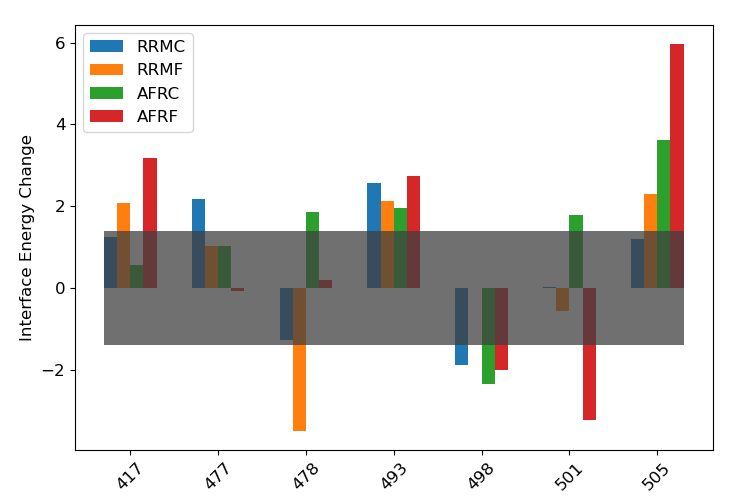 RRMC
RRMF
AFRC
AFRF
Interface Energy Change
6
4
2
0
−2
417
477
478
493
498
501
505